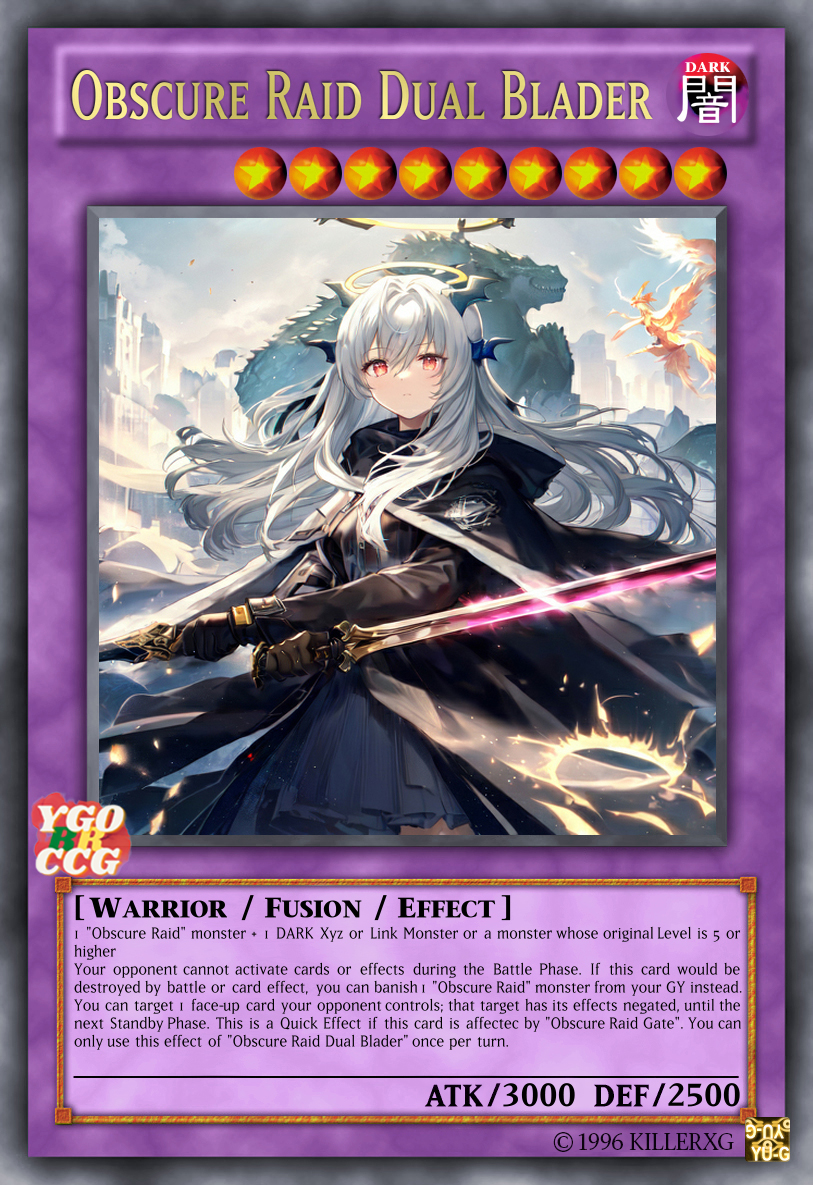 OBSCURE RAID DUAL BLADER
DARK
闇
[ WARRIOR / FUSION / EFFECT ]
1 "Obscure Raid" monster + 1 DARK Xyz or Link Monster or a monster whose original Level is 5 or
higher
Your opponent cannot activate cards or effects during the Battle Phase. If this card would be
destroyed by battle or card effect, you can banish 1 "Obscure Raid" monster from your GY instead.
You can target 1 face-up card your opponent controls; that target has its effects negated, until the
next Standby Phase. This is a Quick Effect if this card is affectec by "Obscure Raid Gate". You can
only use this effect of "Obscure Raid Dual Blader" once per turn.
YGO
RR
CCG
ATK/3000 DEF/2500
© 1996 KILLERXG
YU-G